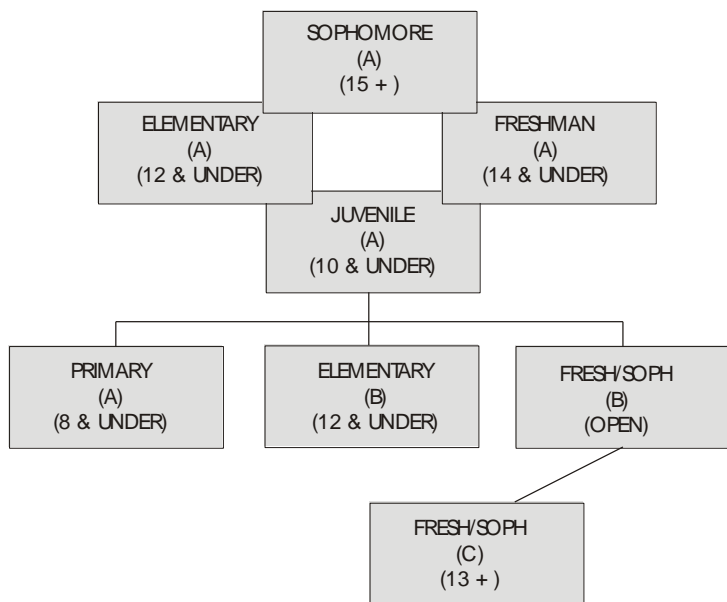 SOPHOMORE
(A)
(15 + )
ELEMENTARY
(A)
(12 & UNDER)
FRESHMAN
(A)
(14 & UNDER)
JUVENILE
(A)
(10 & UNDER)
PRIMARY
(A)
(8 & UNDER)
ELEMENTARY
(B)
(12 & UNDER)
FRESH/SOPH
(B)
(OPEN)
FRESH/SOPH
(C)
(13 + )